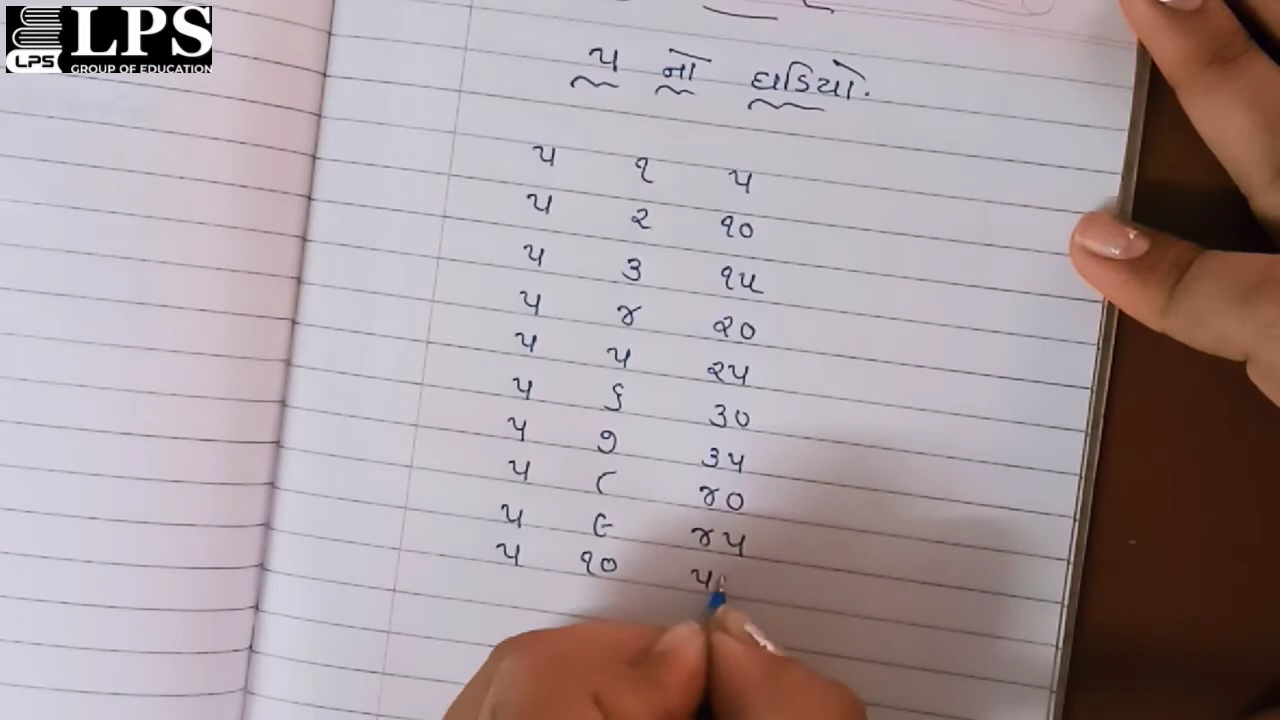 LPS
LPS
GROUP OF EDUCATION
૫ નો ઘડિયો.
૫ ૧ ૫
૫ ૨ ૧૦
૫ ૩ ૧૫
૫ ૪ ૨૦
૫ ૫ ૨૫
૫ ૬ ૩૦
૫ ૭ ૩૫
૫ ૮ ૪૦
૫ ૯ ૪૫
૫ ૧૦ ૫